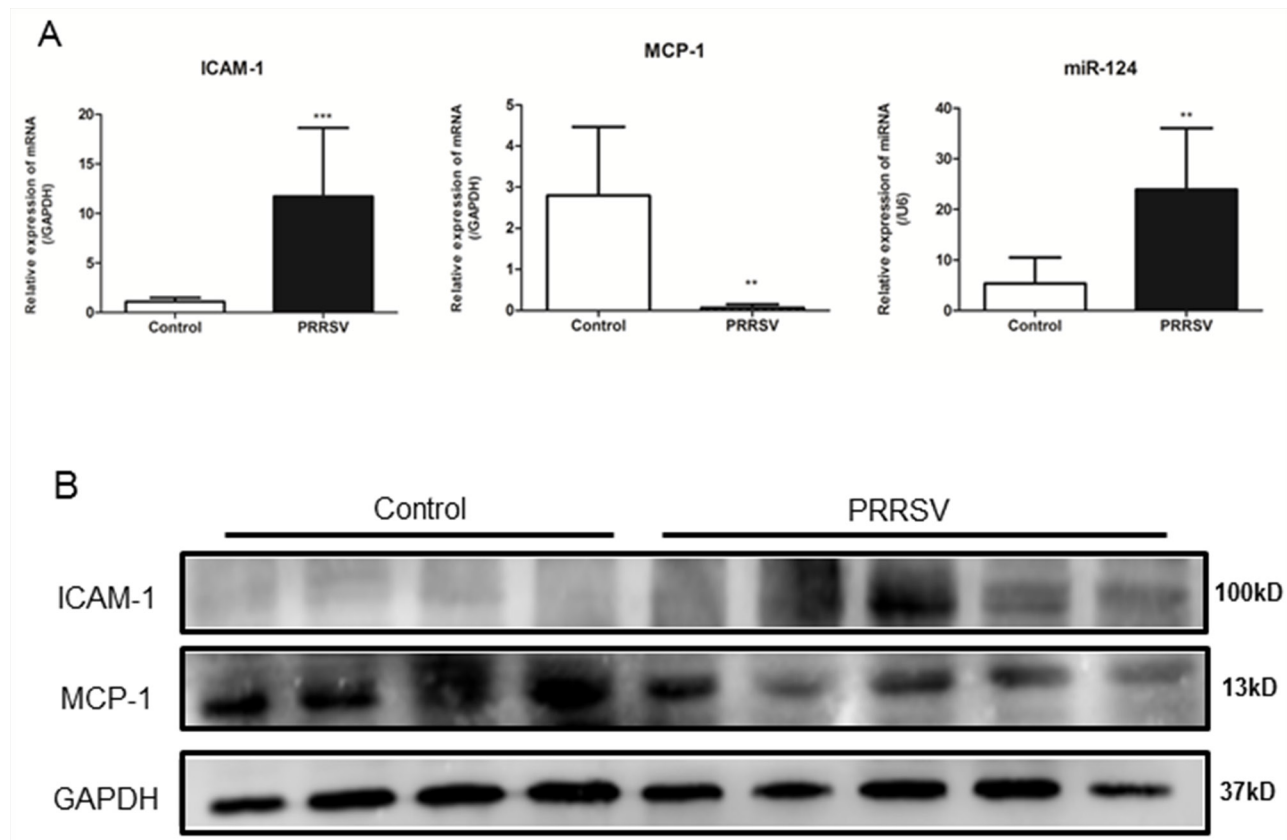 A
ICAM-1
Relative expression of mRNA
(/GAPDH)
20
15
10
5
0
***
Control
PRRSV
MCP-1
Relative expression of mRNA
(/GAPDH)
5
4
3
2
1
0
**
Control
PRRSV
miR-124
Relative expression of miRNA
(/U6)
40
30
20
10
0
**
Control
PRRSV
B
Control
PRRSV
ICAM-1
100kD
MCP-1
13kD
GAPDH
37kD